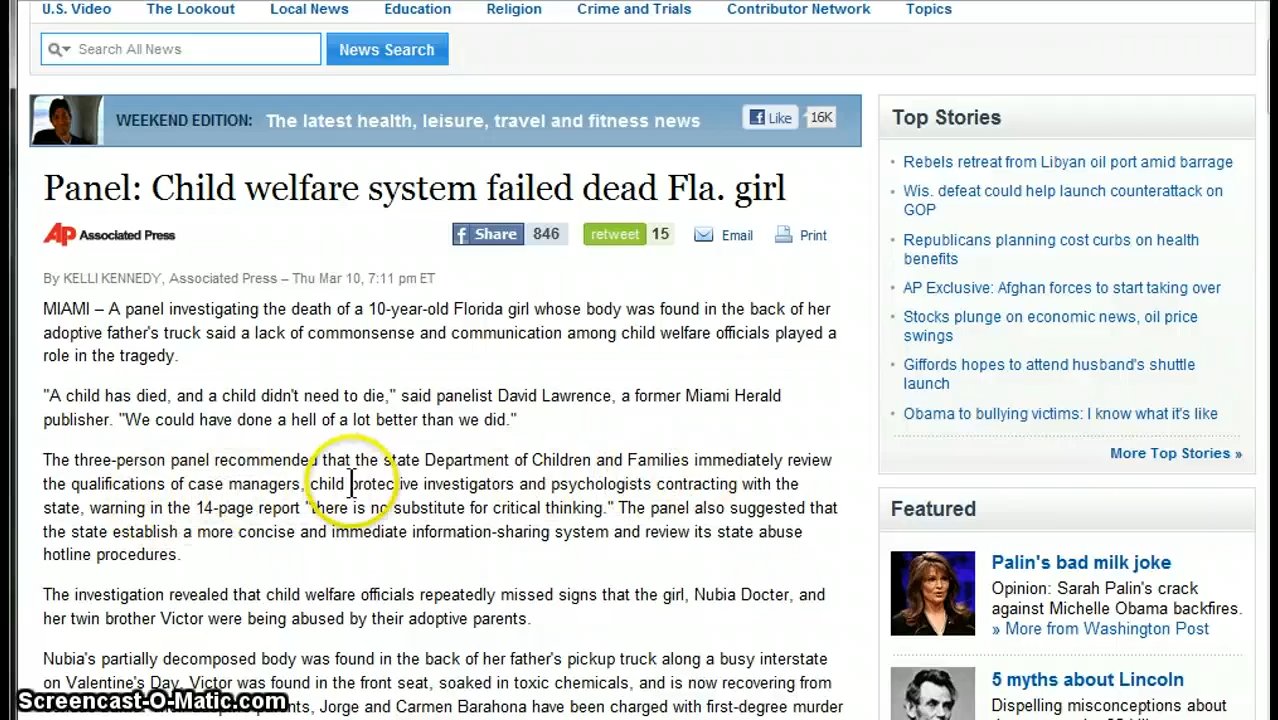 U.S. Video The Lookout Local News Education Religion Crime and Trials Contributor Network Topics
Search All News News Search
WEEKEND EDITION: The latest health, leisure, travel and fitness news Like 16K
Panel: Child welfare system failed dead Fla. girl
AP Associated Press Share 846 retweet 15 Email Print
By KELLI KENNEDY, Associated Press – Thu Mar 10, 7:11 pm ET
MIAMI – A panel investigating the death of a 10-year-old Florida girl whose body was found in the back of her
adoptive father's truck said a lack of commonsense and communication among child welfare officials played a
role in the tragedy.
"A child has died, and a child didn't need to die," said panelist David Lawrence, a former Miami Herald
publisher. "We could have done a hell of a lot better than we did."
The three-person panel recommended that the state Department of Children and Families immediately review
the qualifications of case managers, child protective investigators and psychologists contracting with the
state, warning in the 14-page report "there is no substitute for critical thinking." The panel also suggested that
the state establish a more concise and immediate information-sharing system and review its state abuse
hotline procedures.
The investigation revealed that child welfare officials repeatedly missed signs that the girl, Nubia Docter, and
her twin brother Victor were being abused by their adoptive parents.
Nubia's partially decomposed body was found in the back of her father's pickup truck along a busy interstate
on Valentine's Day. Victor was found in the front seat, soaked in toxic chemicals, and is now recovering from
Jorge and Carmen Barahona have been charged with first-degree murder
Screencast-O-Matic.com
Top Stories
Rebels retreat from Libyan oil port amid barrage
Wis. defeat could help launch counterattack on
GOP
Republicans planning cost curbs on health
benefits
AP Exclusive: Afghan forces to start taking over
Stocks plunge on economic news, oil price
swings
Giffords hopes to attend husband's shuttle
launch
Obama to bullying victims: I know what it's like
More Top Stories »
Featured
Palin's bad milk joke
Opinion: Sarah Palin's crack
against Michelle Obama backfires.
» More from Washington Post
5 myths about Lincoln
Dispelling misconceptions about